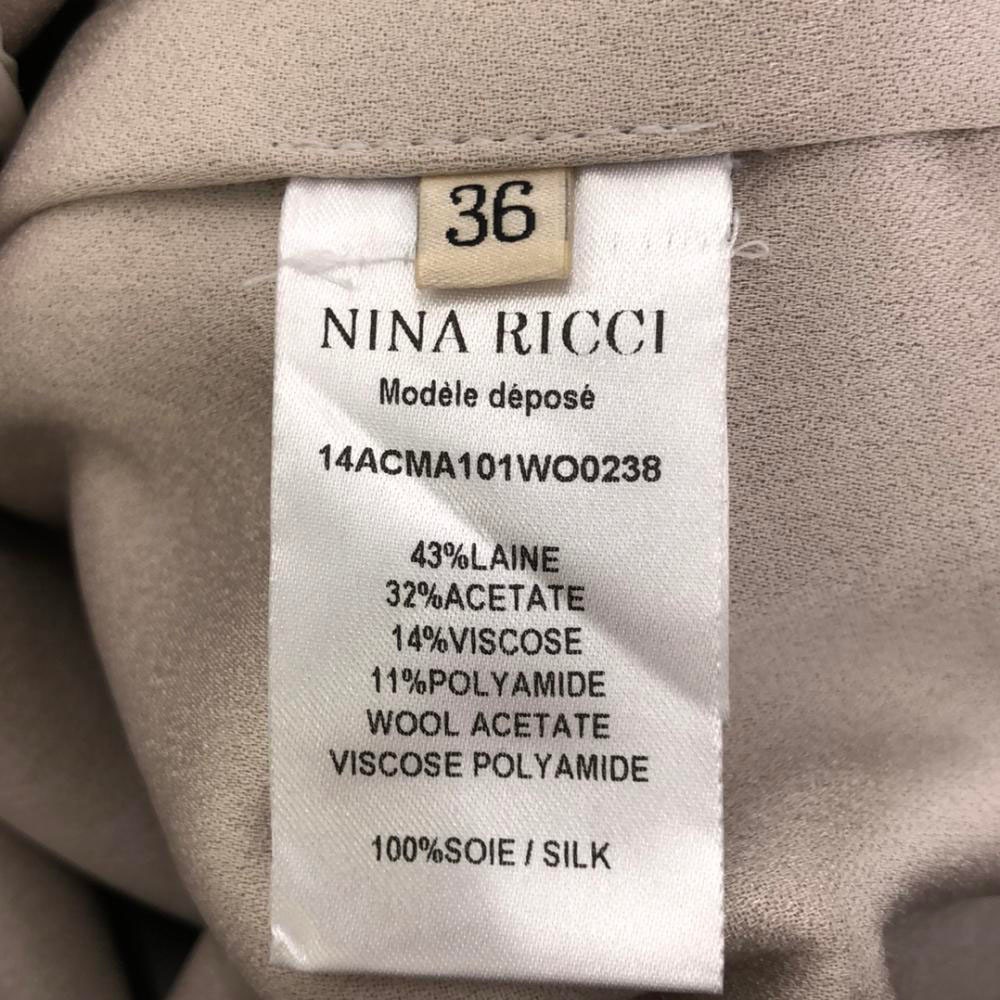 36
NINA RICCI
Modèle déposé
14ACMA101WO0238
43%LAINE
32%ACETATE
14%VISCOSE
11%POLYAMIDE
WOOL ACETATE
VISCOSE POLYAMIDE
100%SOIE / SILK